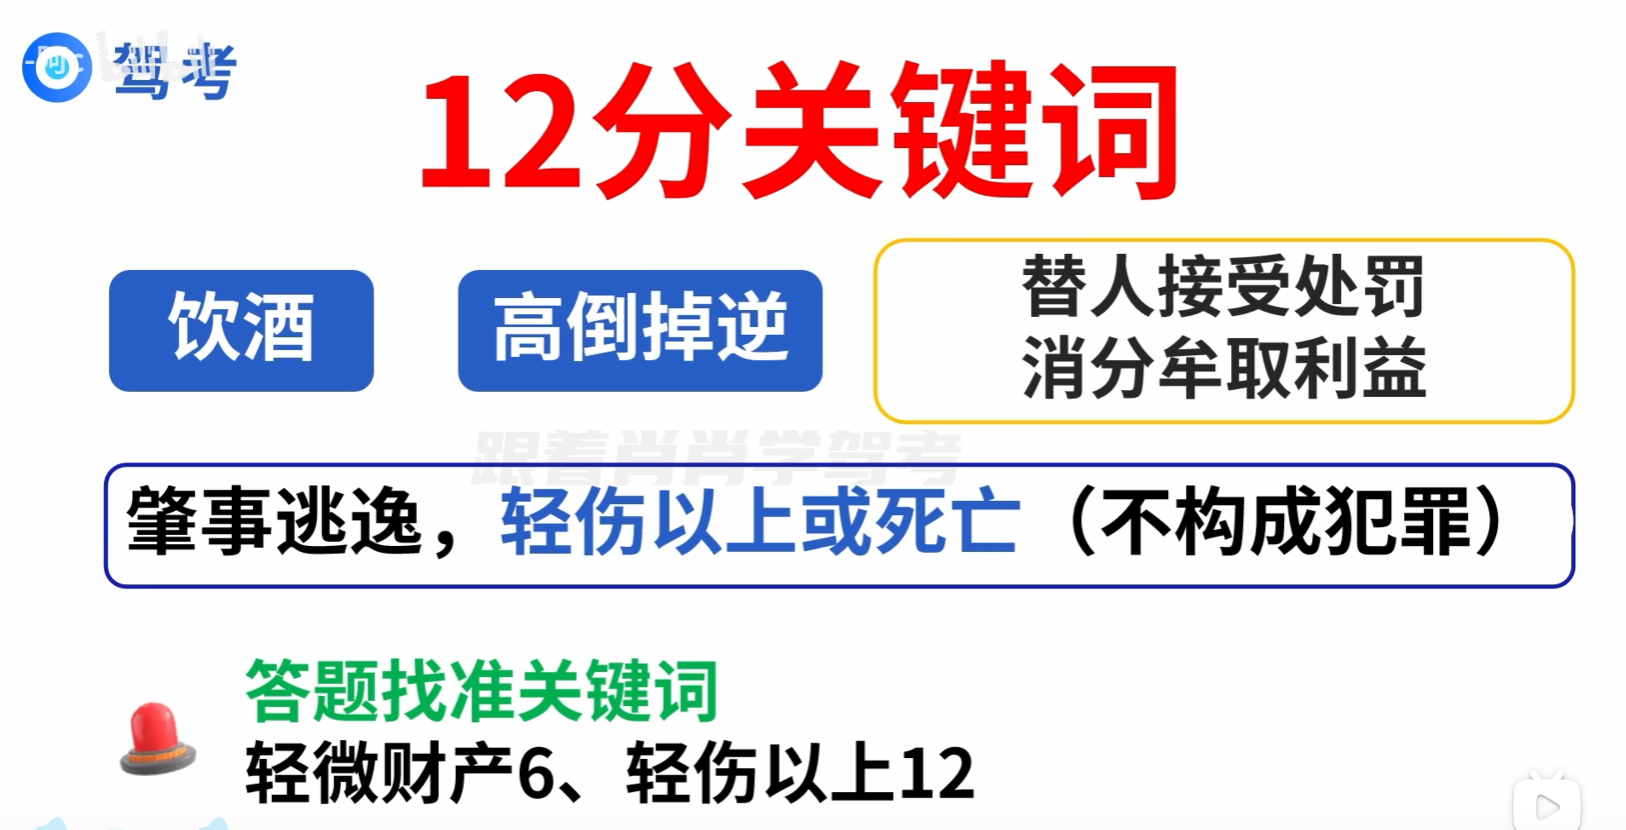 驾考
12分关键词
饮酒
高倒掉逆
替人接受处罚
消分牟取利益
跟着肖肖学驾考
肇事逃逸，轻伤以上或死亡（不构成犯罪）
答题找准关键词
轻微财产6、轻伤以上12